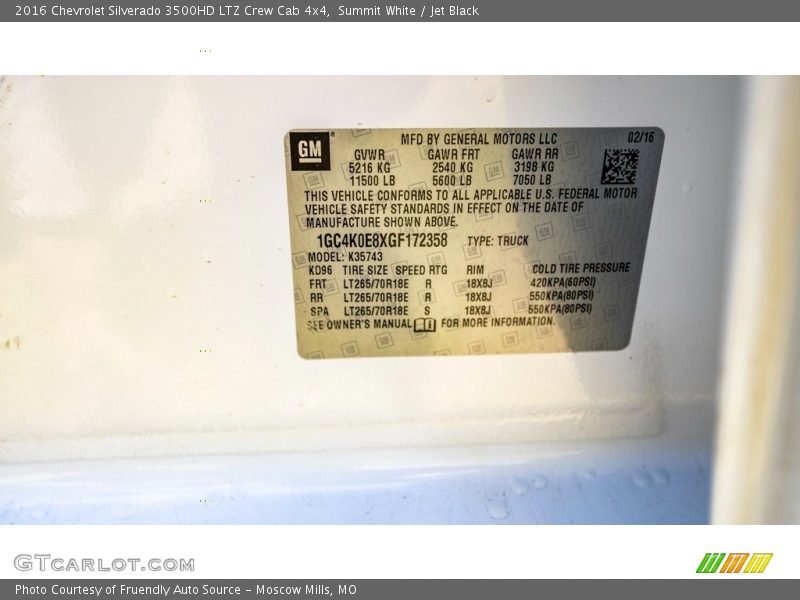 2016 Chevrolet Silverado 3500HD LTZ Crew Cab 4x4, Summit White / Jet Black
GM
MFD BY GENERAL MOTORS LLC 02/16
GVWR GAWR FRT GAWR RR
5216 KG 2540 KG 3198 KG
11500 LB 5600 LB 7050 LB
THIS VEHICLE CONFORMS TO ALL APPLICABLE U.S. FEDERAL MOTOR
VEHICLE SAFETY STANDARDS IN EFFECT ON THE DATE OF
MANUFACTURE SHOWN ABOVE.
1GC4K0E8XGF172358 TYPE: TRUCK
MODEL: K35743
KD96 TIRE SIZE SPEED RTG RIM COLD TIRE PRESSURE
FRT LT265/70R18E R 18X8J 420KPA(60PSI)
RR LT265/70R18E R 18X8J 550KPA(80PSI)
SPA LT265/70R18E S 18X8J 550KPA(80PSI)
SEE OWNER'S MANUAL FOR MORE INFORMATION.
GTcarlot.com
Photo Courtesy of Fruendly Auto Source - Moscow Mills, MO